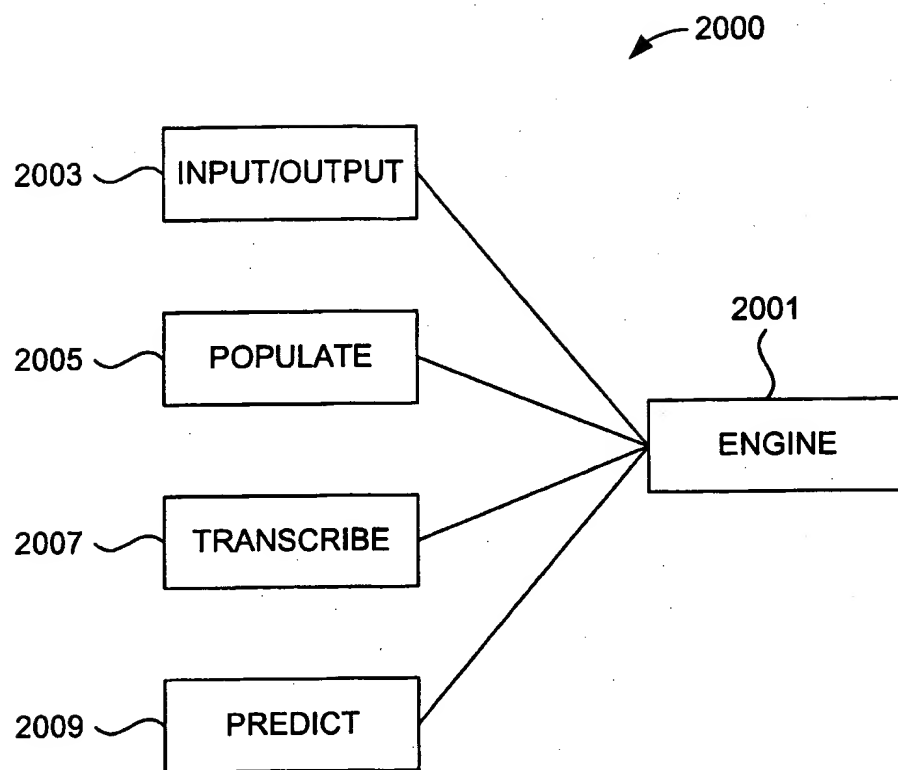 2000
2003 INPUT/OUTPUT
2005 POPULATE
2001
ENGINE
2007 TRANSCRIBE
2009 PREDICT